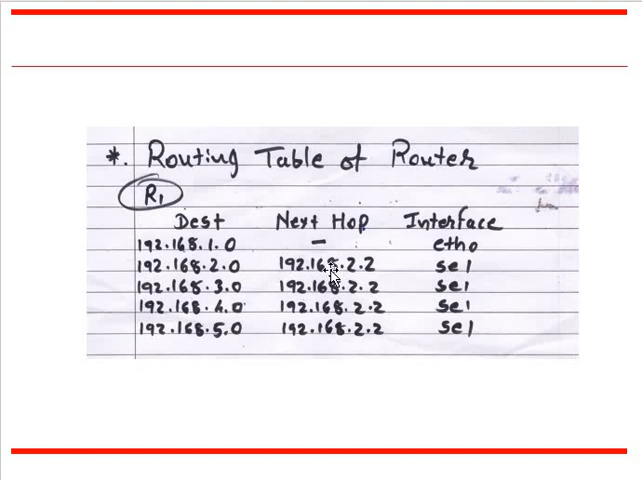 *. Routing Table of Router
R1
Dest Next Hop Interface
192.168.1.0 — etho
192.168.2.0 192.168.2.2 se1
192.168.3.0 192.168.2.2 se1
192.168.4.0 192.168.2.2 se1
192.168.5.0 192.168.2.2 se1